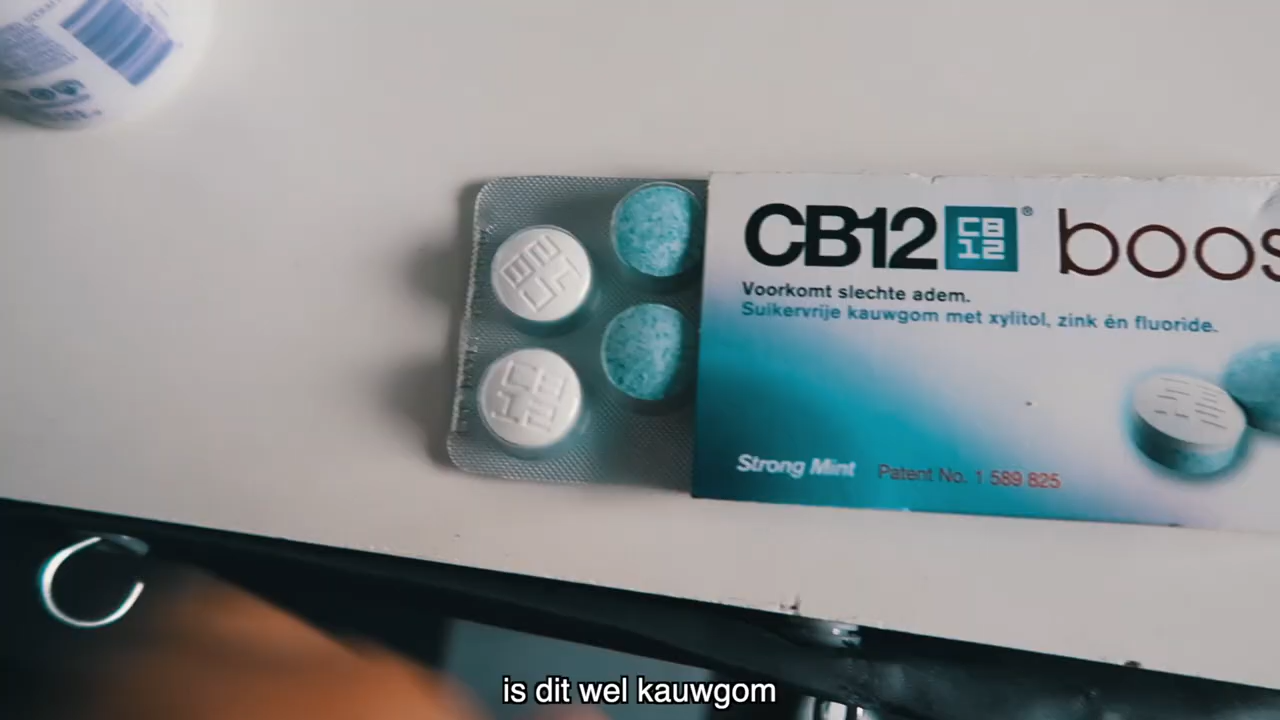 CB12 CB12® boos
Voorkomt slechte adem.
Suikervrije kauwgom met xylitol, zink én fluoride.
Strong Mint Patent No. 1 589 825
is dit wel kauwgom